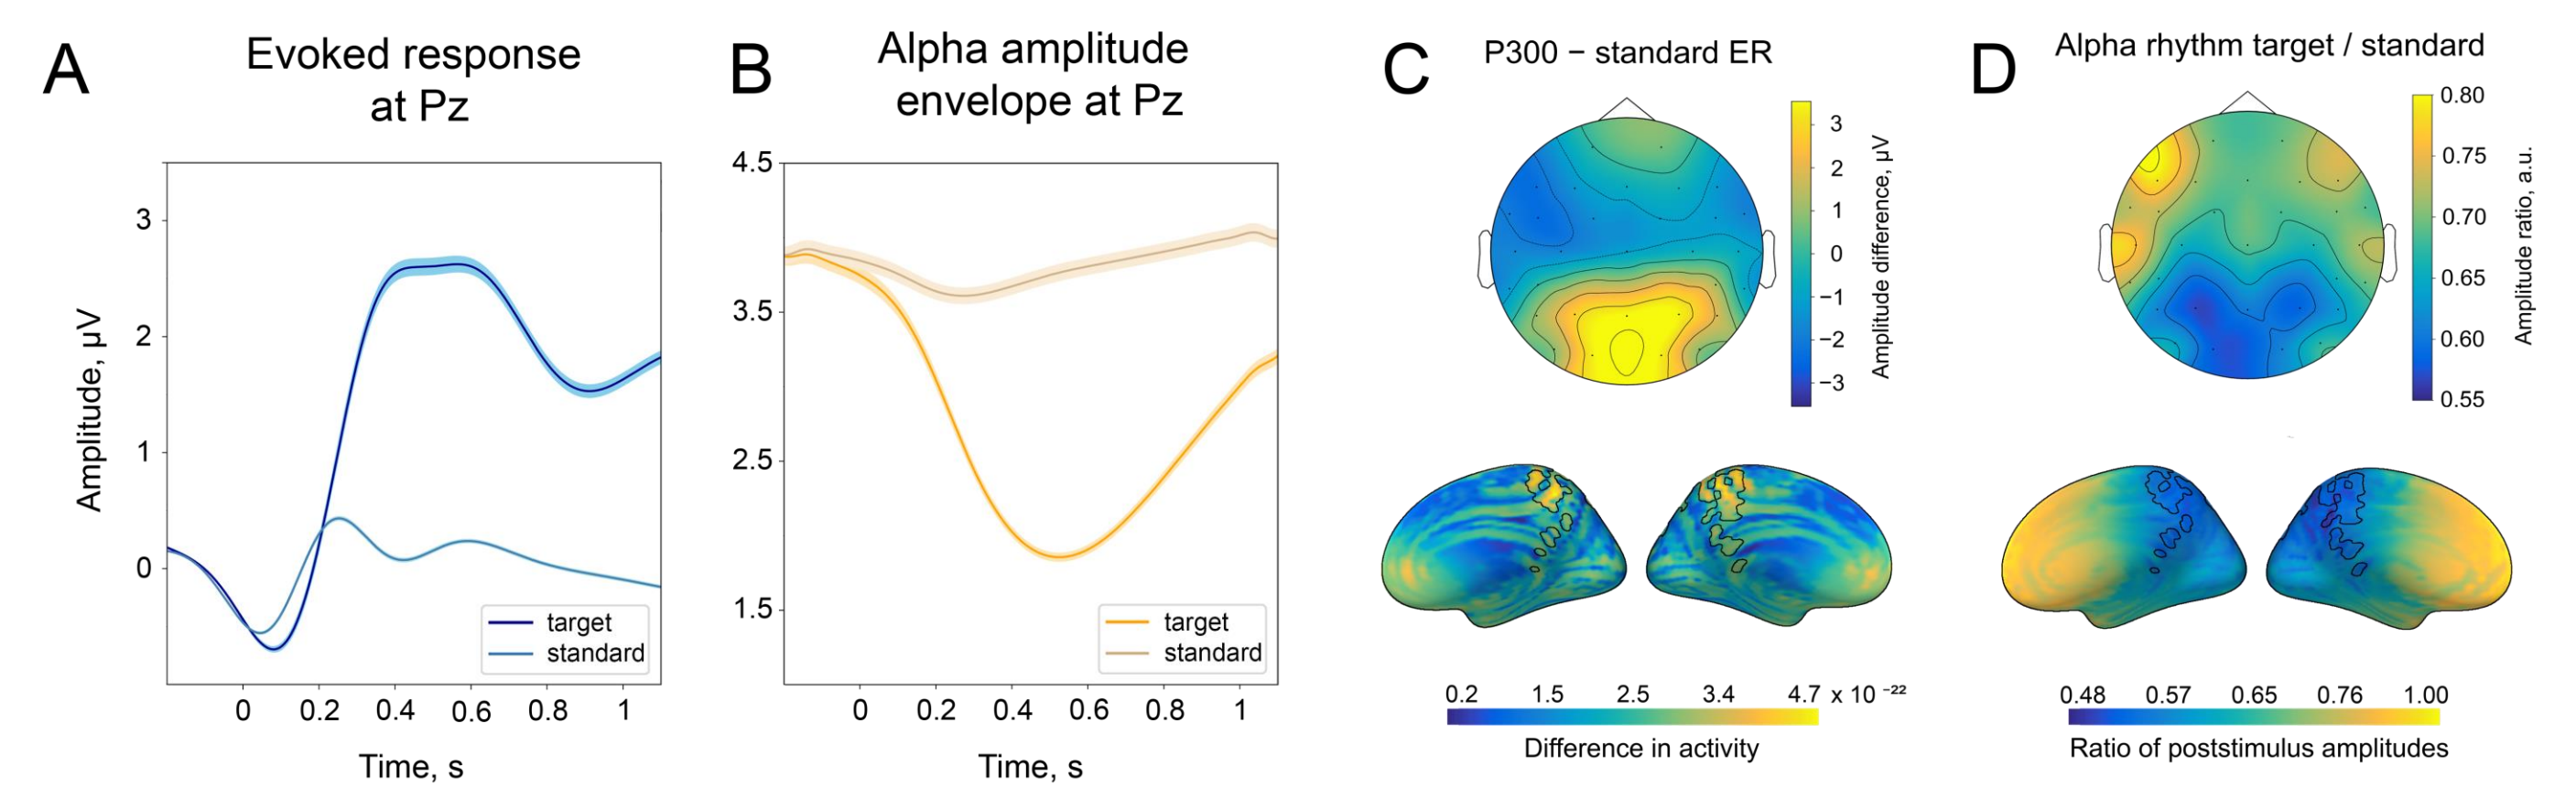 A
Evoked response
at Pz
Amplitude, µV
3
2
1
0
target
standard
0 0.2 0.4 0.6 0.8 1
Time, s
B
Alpha amplitude
envelope at Pz
4.5
3.5
2.5
1.5
target
standard
0 0.2 0.4 0.6 0.8 1
Time, s
C
P300 − standard ER
3
2
1
0
−1
−2
−3
Amplitude difference, µV
0.2 1.5 2.5 3.4 4.7 x 10 ⁻²²
Difference in activity
D
Alpha rhythm target / standard
0.80
0.75
0.70
0.65
0.60
0.55
Amplitude ratio, a.u.
0.48 0.57 0.65 0.76 1.00
Ratio of poststimulus amplitudes